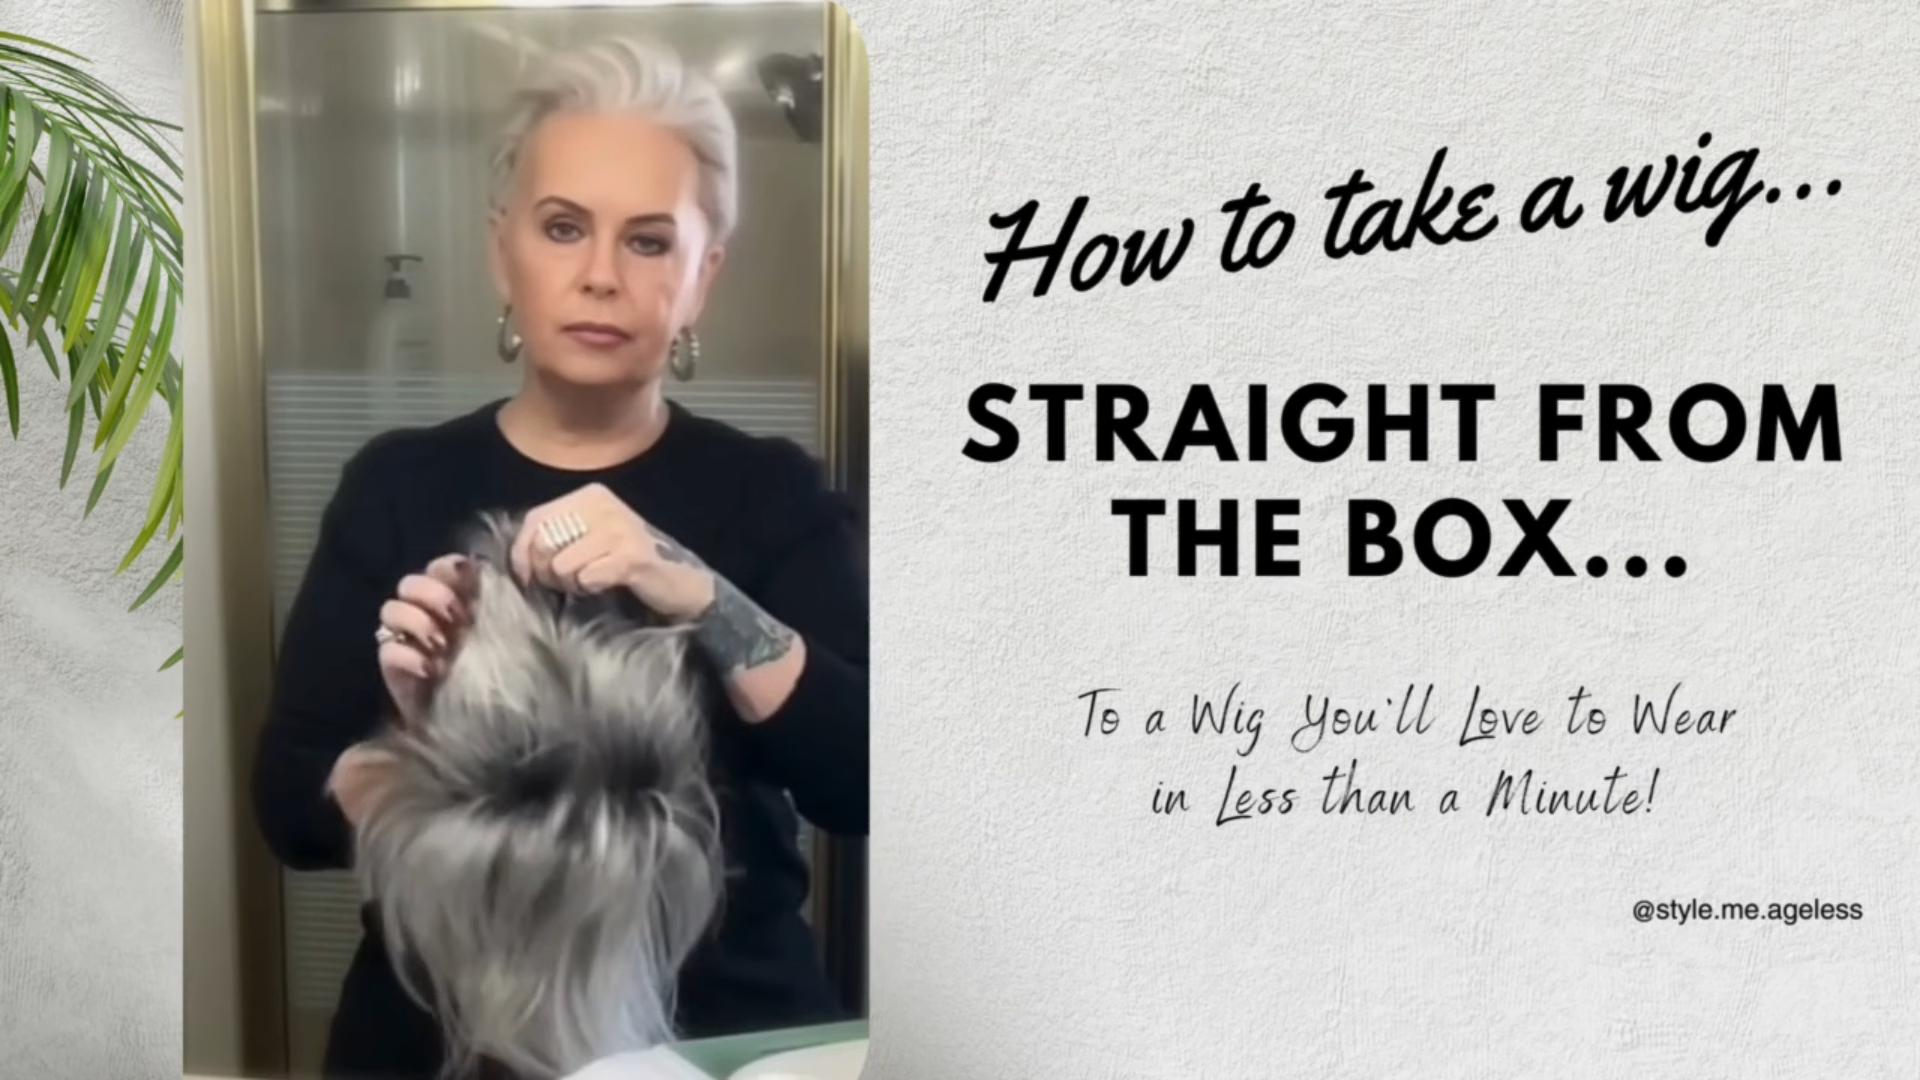 How to take a wig...
STRAIGHT FROM
THE BOX...
To a Wig You'll Love to Wear
in Less than a Minute!
@style.me.ageless